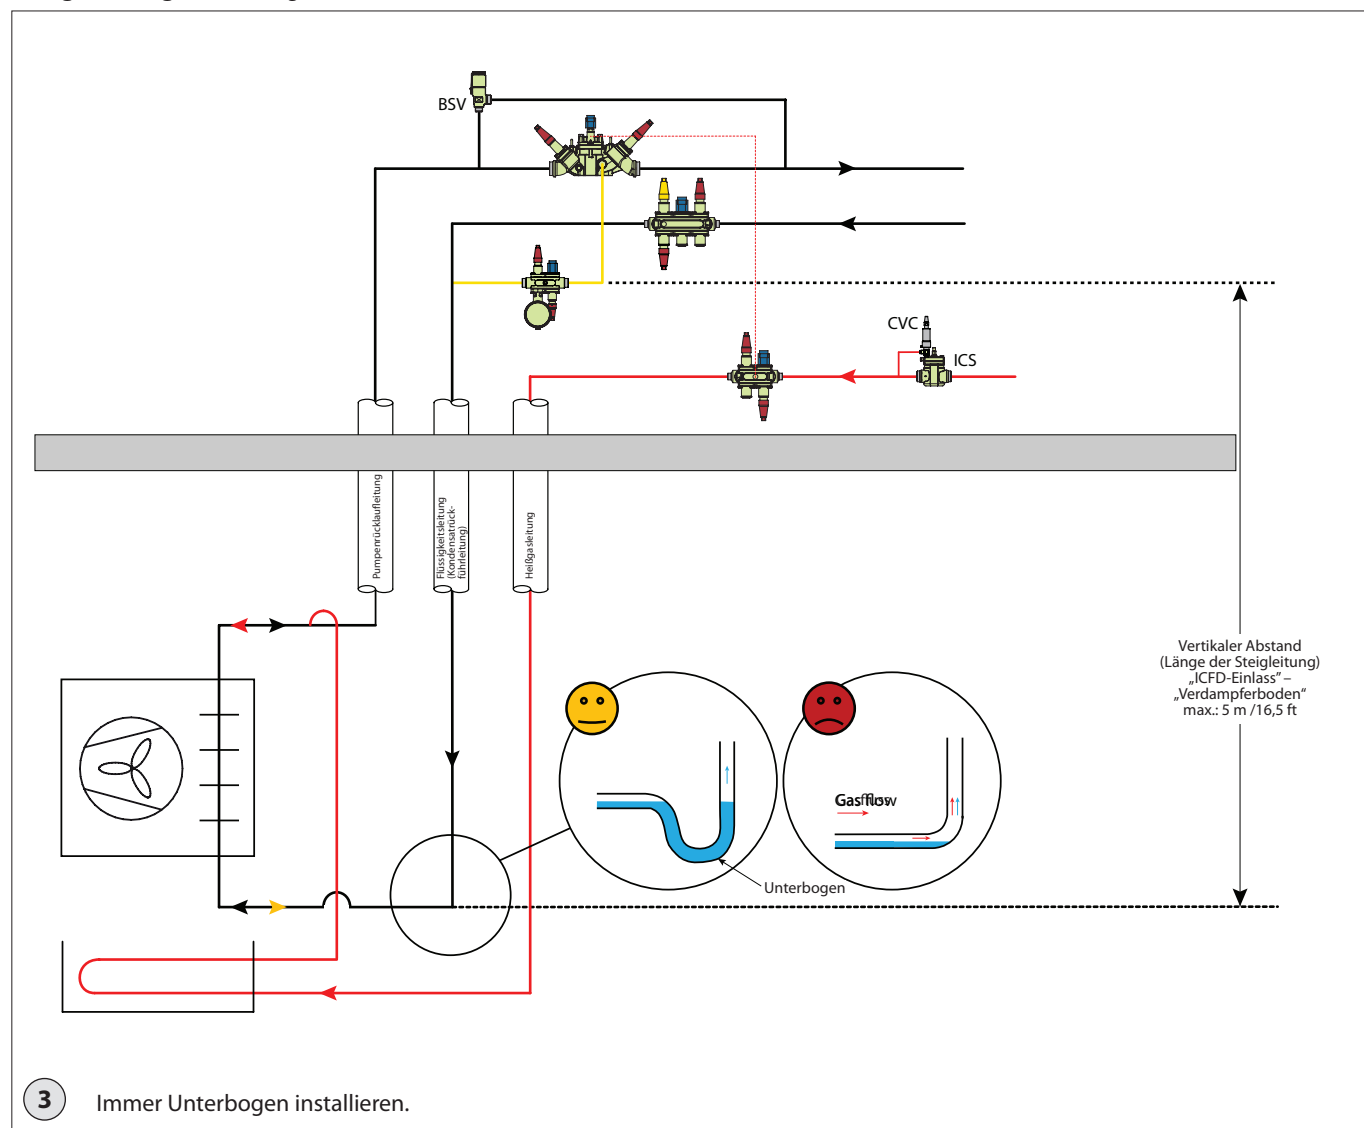 BSV
CVC
ICS
Pumpenrücklaufleitung
Flüssigkeitsleitung
(Kondensatrück-
führleitung)
Heißgasleitung
Vertikaler Abstand
(Länge der Steigleitung)
„ICFD-Einlass“ –
„Verdampferboden“
max.: 5 m /16,5 ft
Unterbogen
3 Immer Unterbogen installieren.